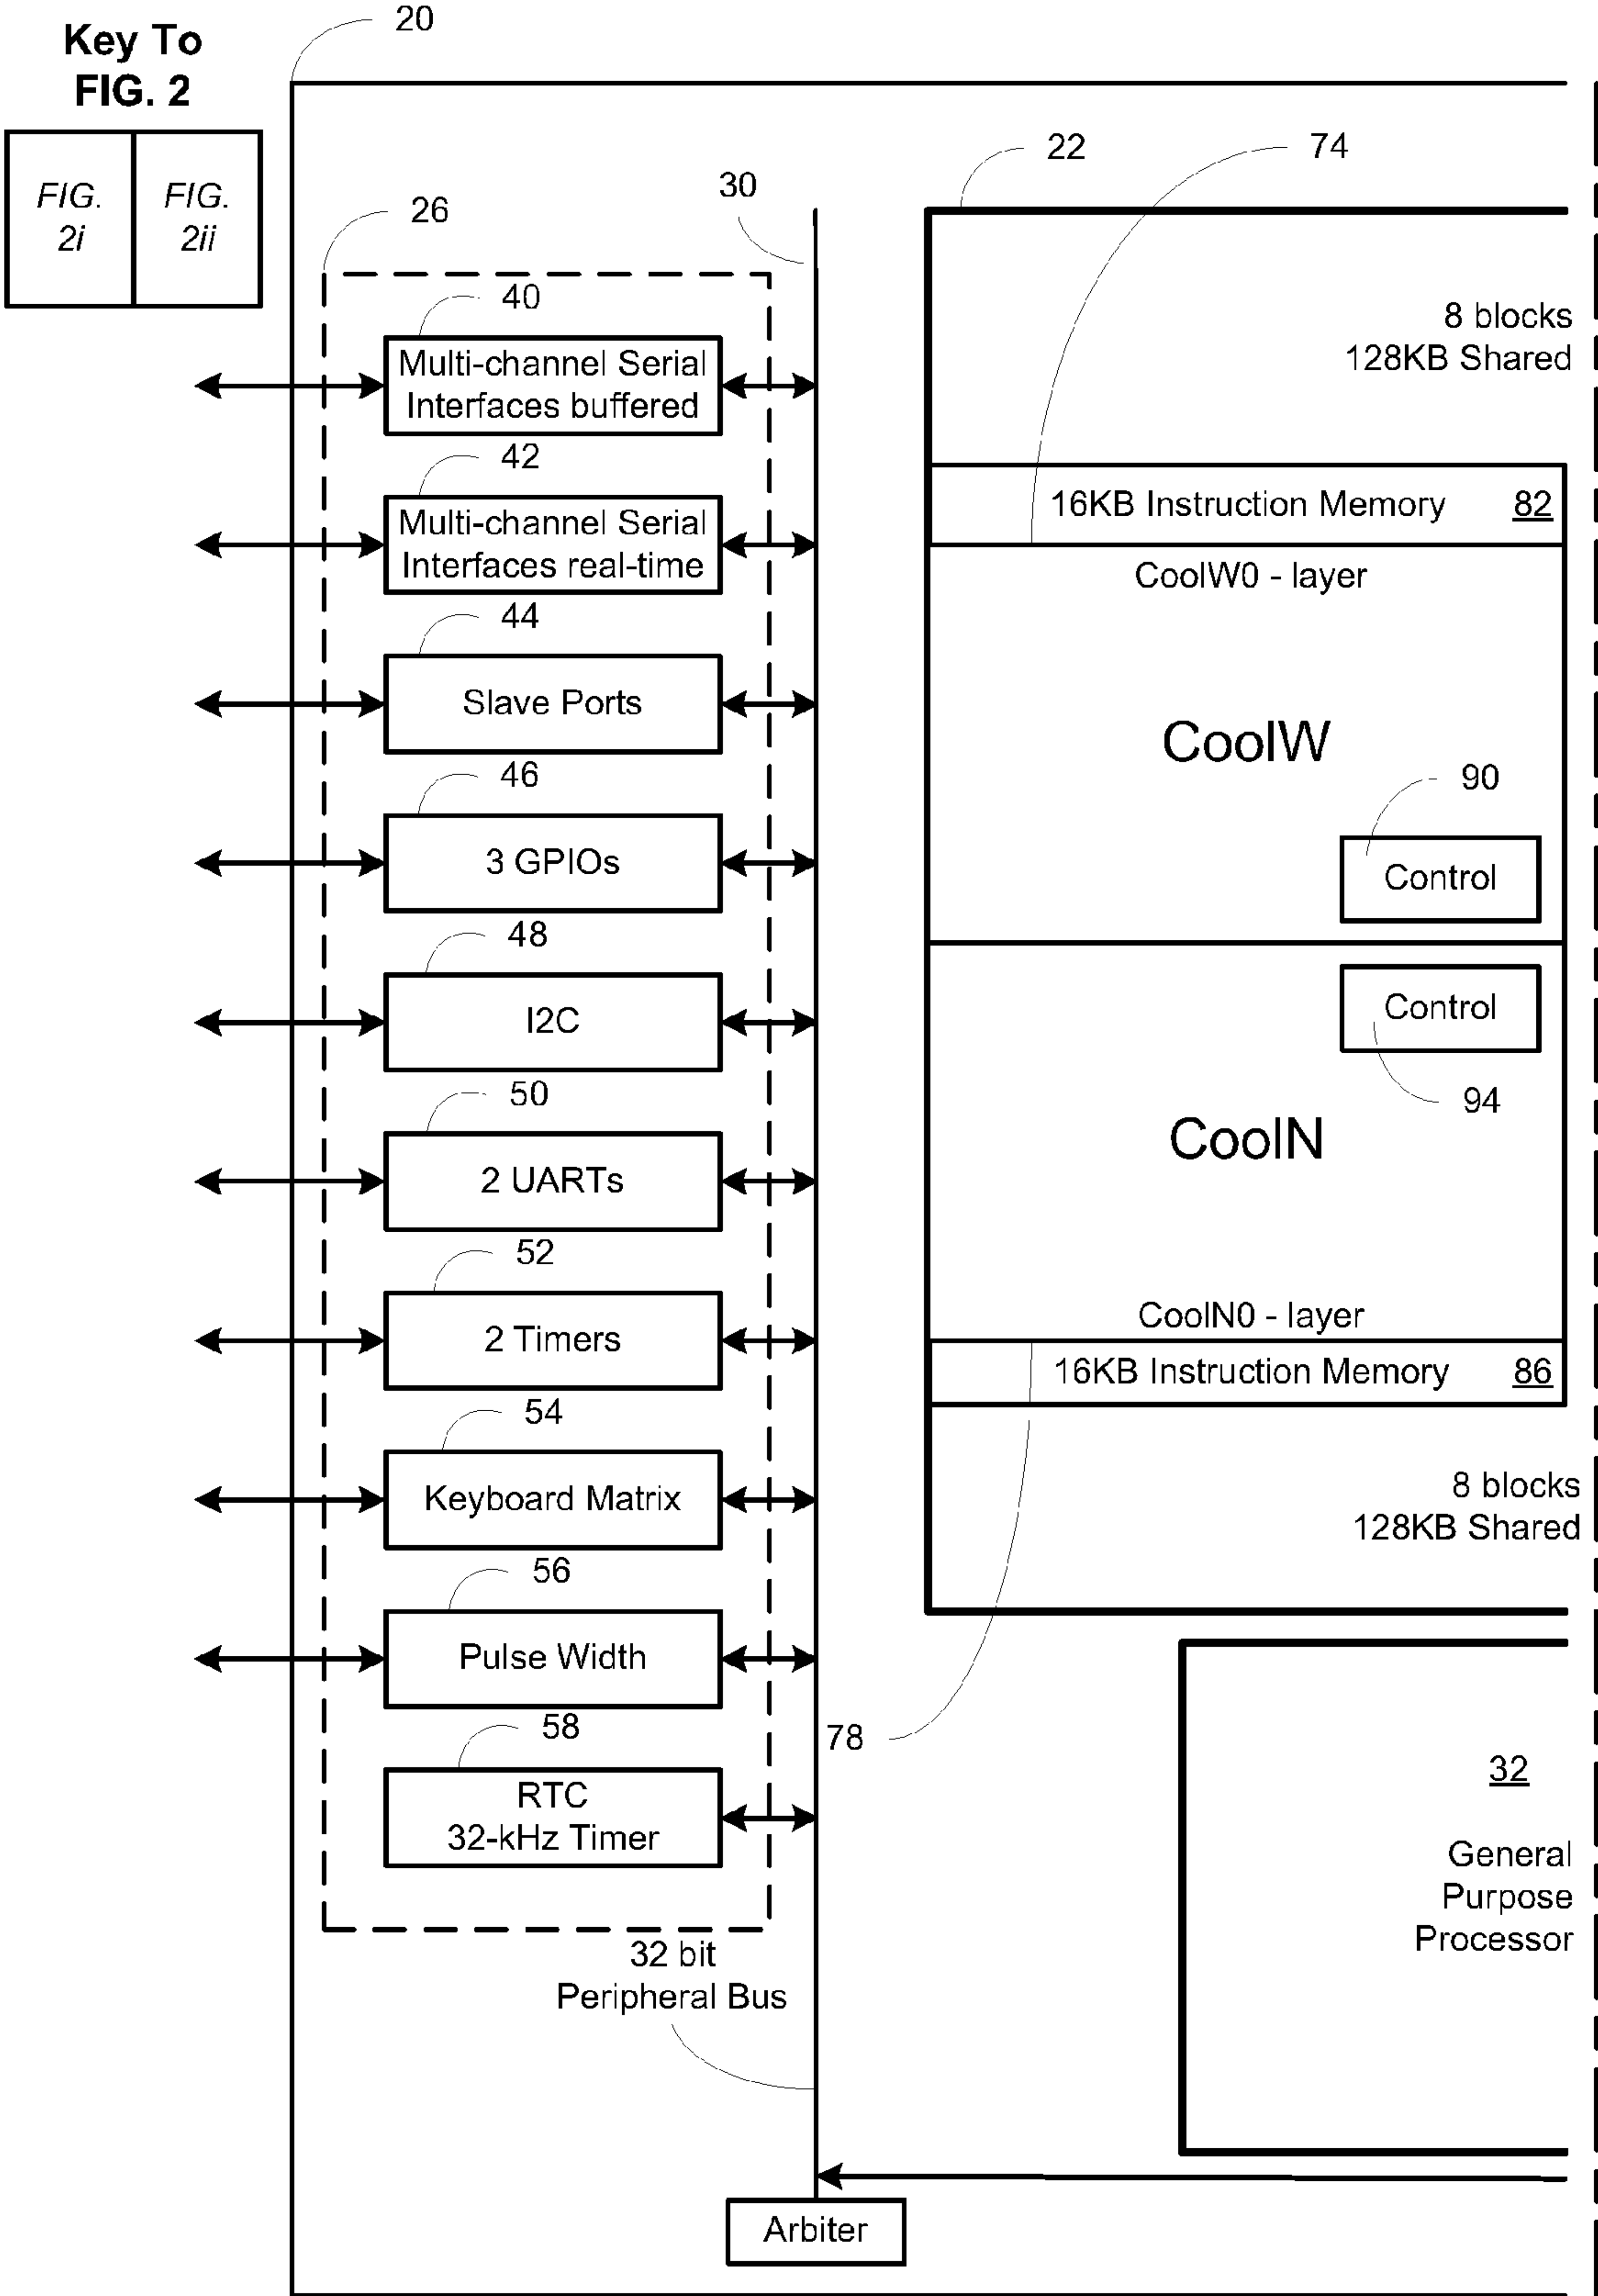 Key To
FIG. 2
FIG.
2i
FIG.
2ii
20
22
74
30
26
8 blocks
128KB Shared
40
Multi-channel Serial
Interfaces buffered
42
Multi-channel Serial
Interfaces real-time
44
Slave Ports
46
3 GPIOs
48
I2C
50
2 UARTs
52
2 Timers
54
Keyboard Matrix
56
Pulse Width
58
RTC
32-kHz Timer
32 bit
Peripheral Bus
16KB Instruction Memory 82
CoolW0 - layer
CoolW
90
Control
Control
94
CoolN
CoolN0 - layer
16KB Instruction Memory 86
8 blocks
128KB Shared
78
32
General
Purpose
Processor
Arbiter